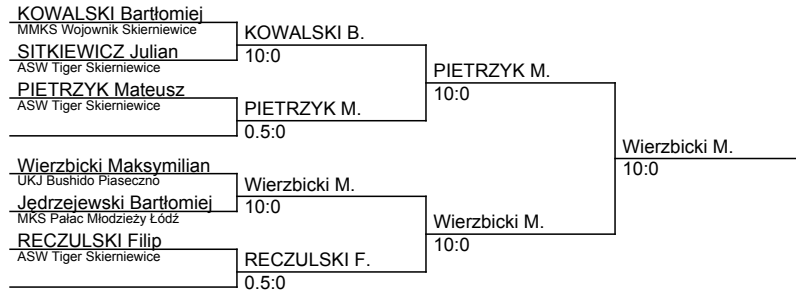 KOWALSKI Bartłomiej
MMKS Wojownik Skierniewice
KOWALSKI B.
SITKIEWICZ Julian
10:0
ASW Tiger Skierniewice
PIETRZYK M.
PIETRZYK Mateusz
10:0
ASW Tiger Skierniewice
PIETRZYK M.
0.5:0
Wierzbicki M.
10:0
Wierzbicki Maksymilian
UKJ Bushido Piaseczno
Wierzbicki M.
Jędrzejewski Bartłomiej
10:0
MKS Pałac Młodzieży Łódź
Wierzbicki M.
RECZULSKI Filip
10:0
ASW Tiger Skierniewice
RECZULSKI F.
0.5:0